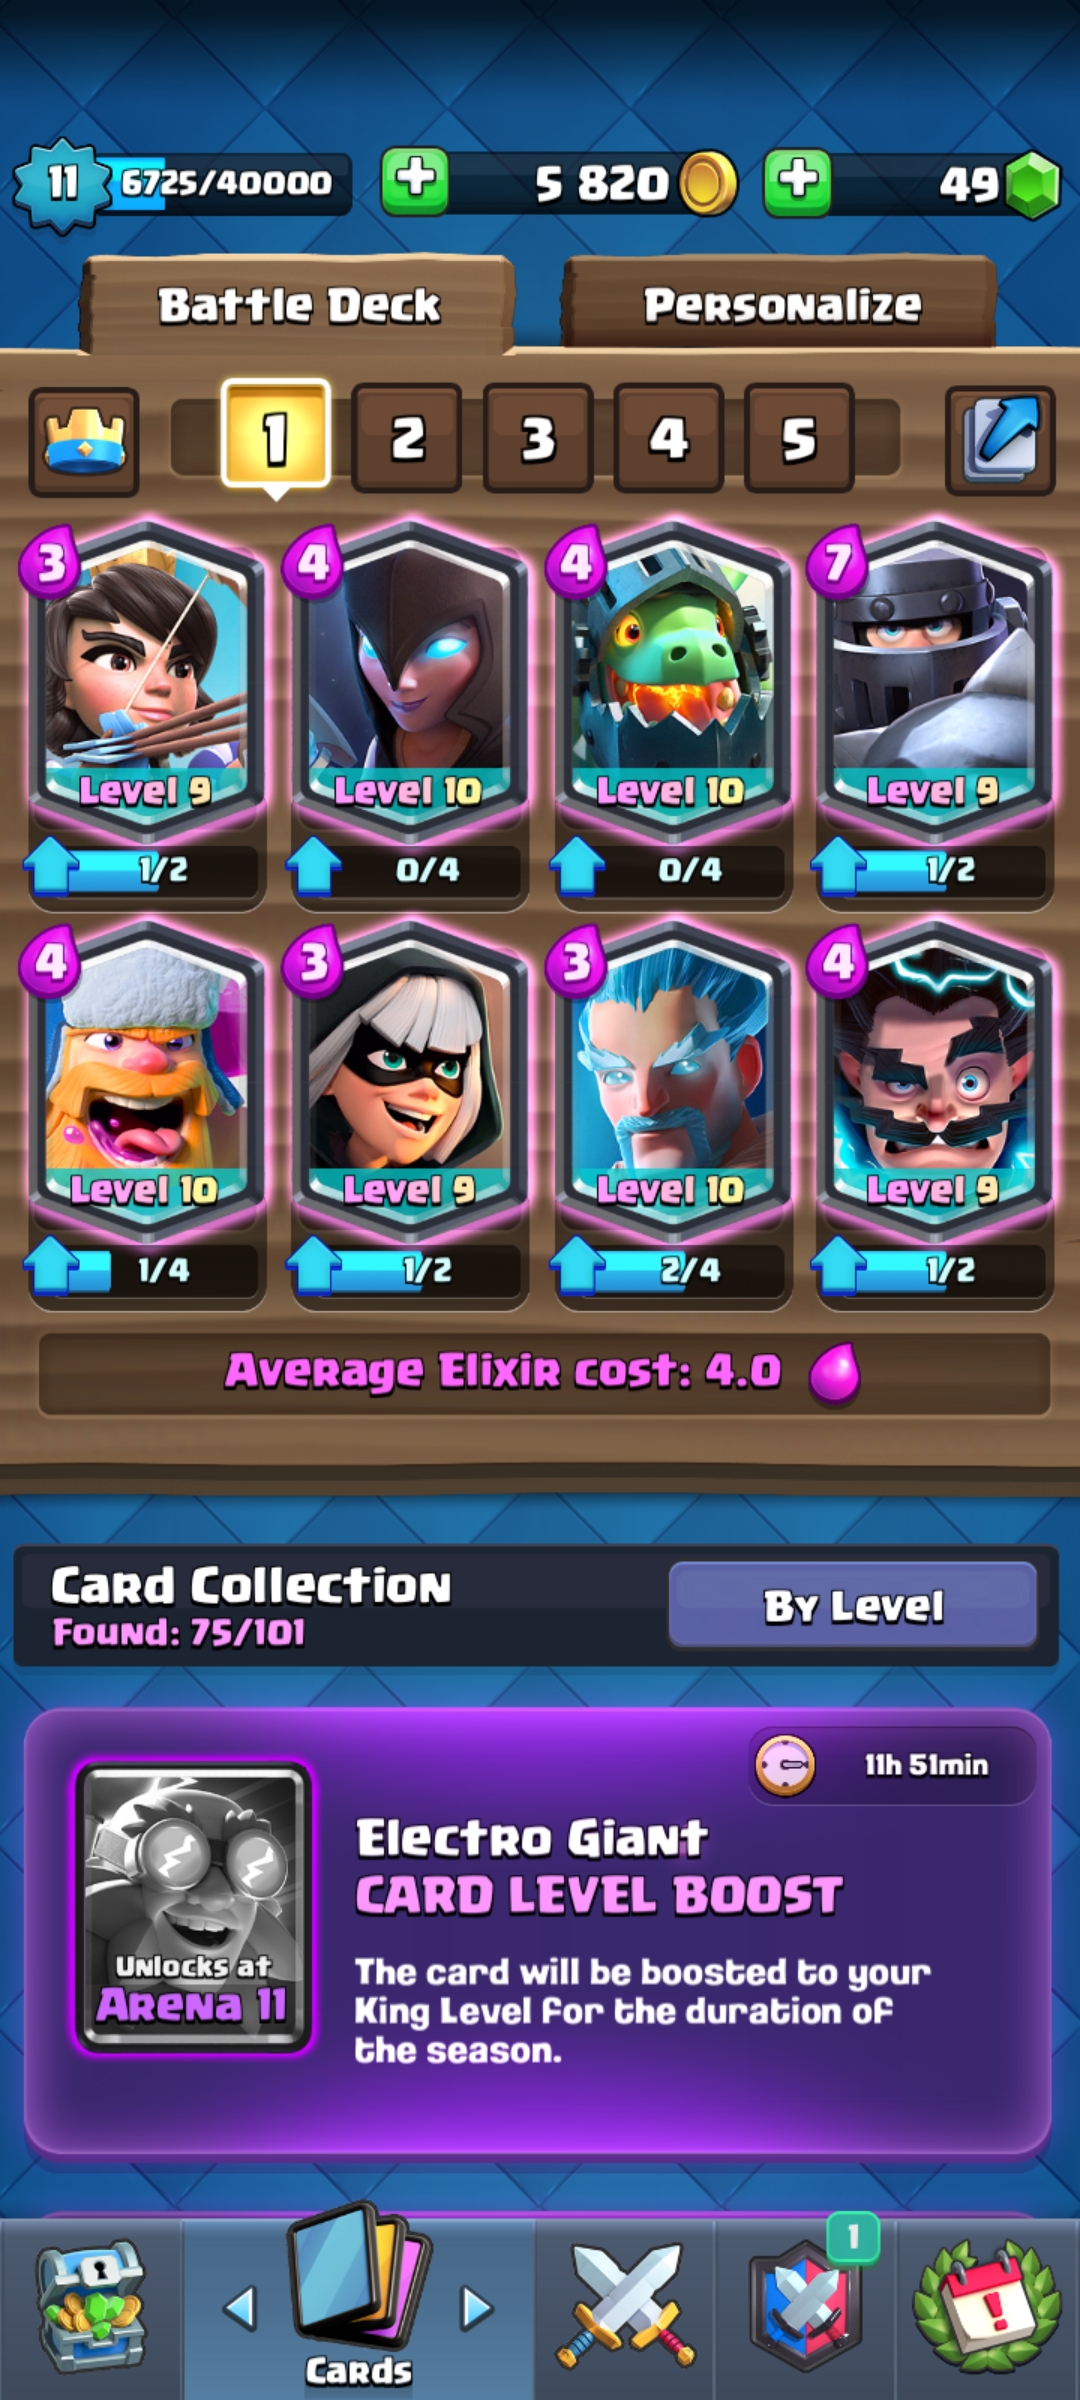 11 6725/40000 5 820 49
Battle Deck Personalize
1 2 3 4 5
3 4 4 7
Level 9 Level 10 Level 10 Level 9
1/2 0/4 0/4 1/2
4 3 3 4
Level 10 Level 9 Level 10 Level 9
1/4 1/2 2/4 1/2
Average Elixir cost: 4.0
Card Collection
Found: 75/101
By Level
11h 51min
Electro Giant
CARD LEVEL BOOST
Unlocks at
Arena 11
The card will be boosted to your
King Level for the duration of
the season.
1
Cards